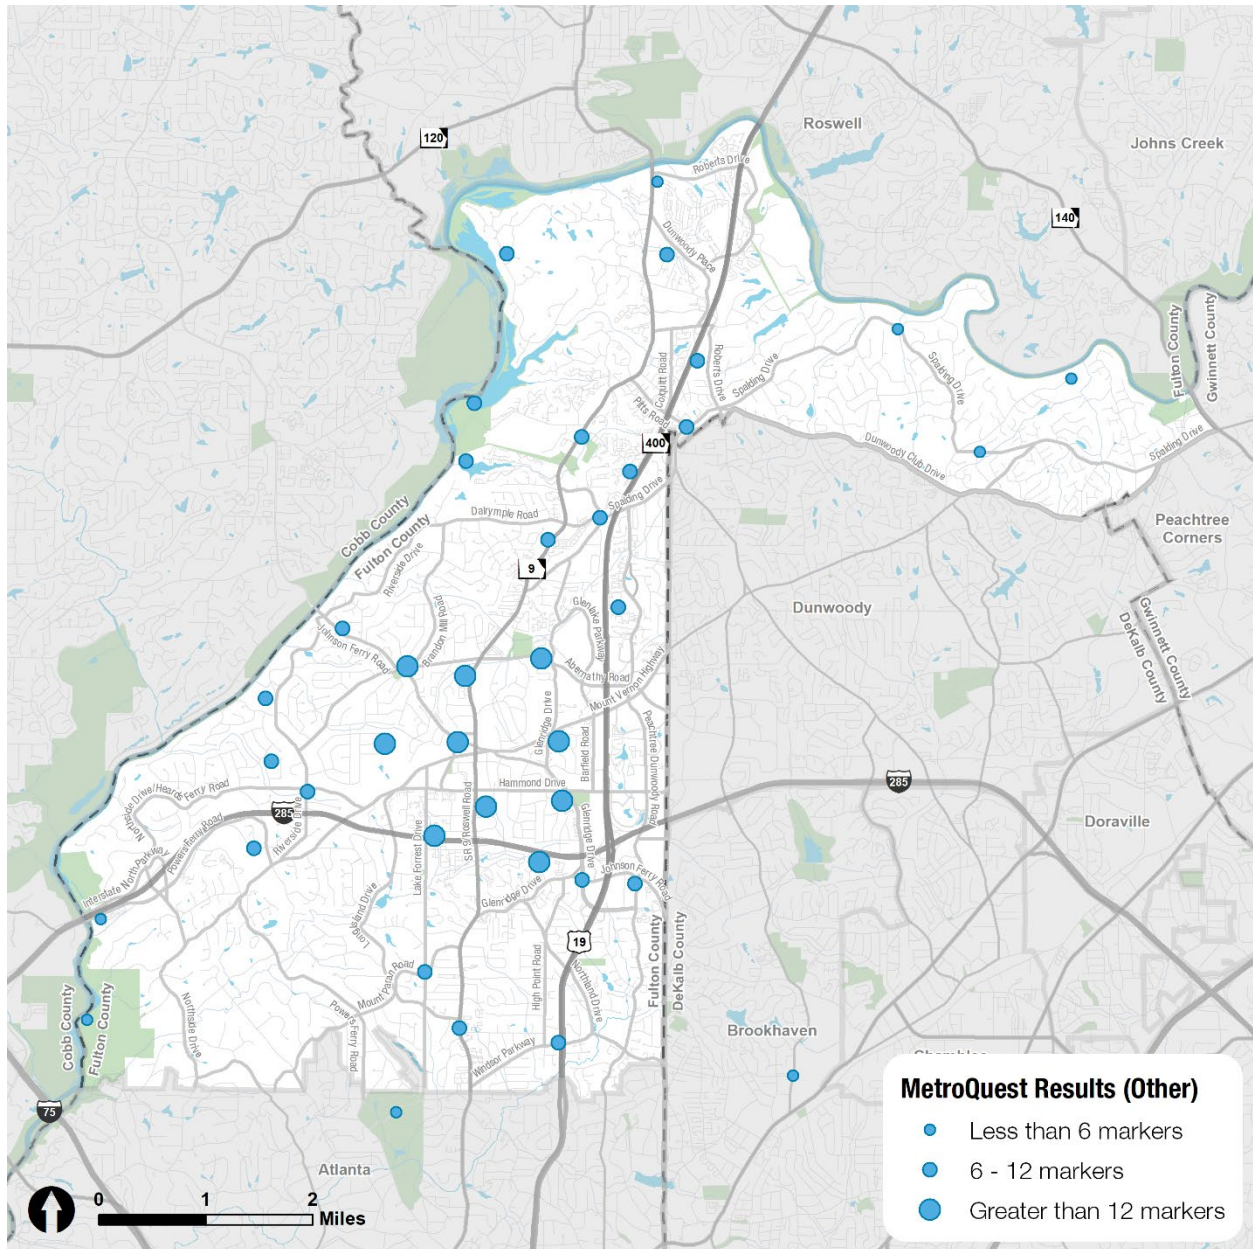 Roswell
Johns Creek
120
140
Roberts Drive
Dunwoody Place
Fulton County
Gwinnett County
Colquitt Road
Roberts Drive
Spalding Drive
Spalding Drive
Pitts Road
400
Dunwoody Club Drive
Spalding Drive
Spalding Drive
Dalrymple Road
Cobb County
Fulton County
Riverside Drive
Peachtree
Corners
9
Brandon Mill Road
Glenlake Parkway
Dunwoody
Gwinnett County
DeKalb County
Johnson Ferry Road
Abernathy Road
Mount Vernon Highway
Glenridge Drive
Barfield Road
Peachtree Dunwoody Road
Northside Drive/Heards Ferry Road
Hammond Drive
285
285
Riverside Drive
Powers Ferry Road
SR 9/Roswell Road
Glenridge Drive
Doraville
Lake Forrest Drive
Interstate North Parkway
Johnson Ferry Road
Glenridge Drive
Long Island Drive
19
Fulton County
DeKalb County
Mount Paran Road
High Point Road
Northland Drive
Northside Drive
Powers Ferry Road
Cobb County
Fulton County
Windsor Parkway
Brookhaven
75
Atlanta
0 1 2
Miles
MetroQuest Results (Other)
Less than 6 markers
6 - 12 markers
Greater than 12 markers